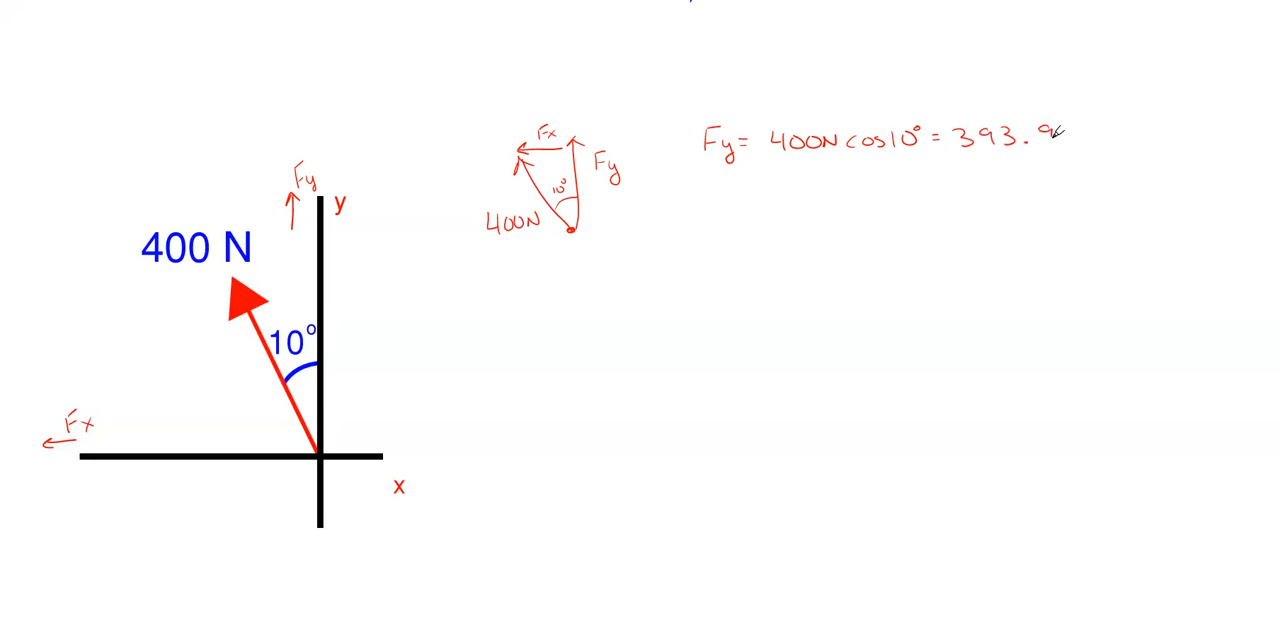 Fx
Fy = 400N cos10° = 393.9
Fy
10°
400N
Fy
y
400 N
10°
Fx
x